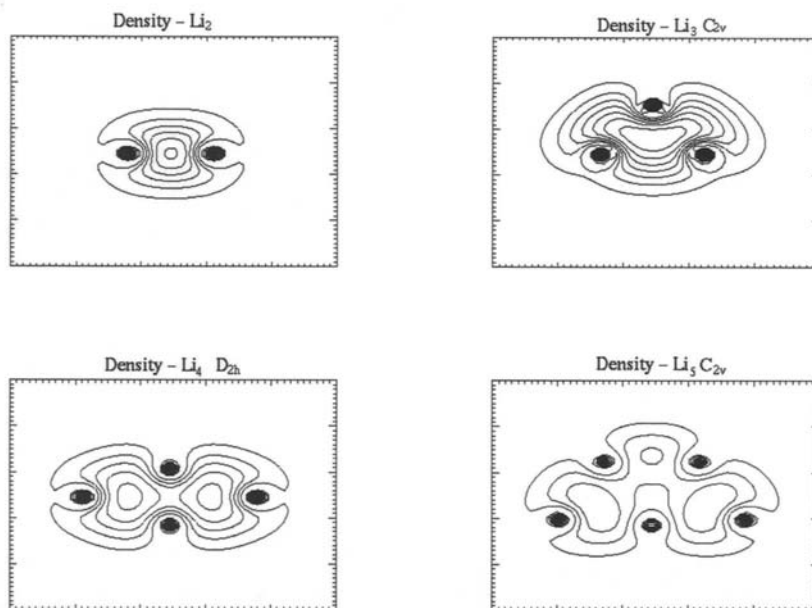 Density – Li₂
Density – Li₃ C₂ᵥ
Density – Li₄ D₂ₕ
Density – Li₅ C₂ᵥ